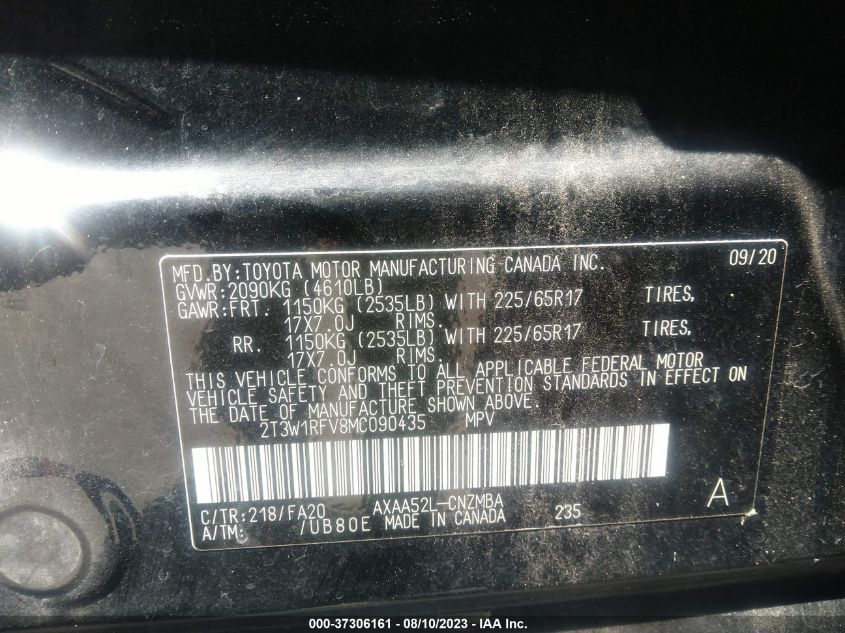 MFD.BY:TOYOTA MOTOR MANUFACTURING CANADA INC. 09/20
GVWR:2090KG (4610LB)
GAWR:FRT. 1150KG (2535LB) WITH 225/65R17 TIRES,
17X7.0J RIMS.
RR. 1150KG (2535LB) WITH 225/65R17 TIRES,
17X7.0J RIMS.
THIS VEHICLE CONFORMS TO ALL APPLICABLE FEDERAL MOTOR
VEHICLE SAFETY AND THEFT PREVENTION STANDARDS IN EFFECT ON
THE DATE OF MANUFACTURE SHOWN ABOVE.
2T3W1RFV8MC090435 MPV
C/TR:218/FA20 AXAA52L-CNZMBA 235 A
A/TM: /UB80E MADE IN CANADA
000-37306161 - 08/10/2023 - IAA Inc.